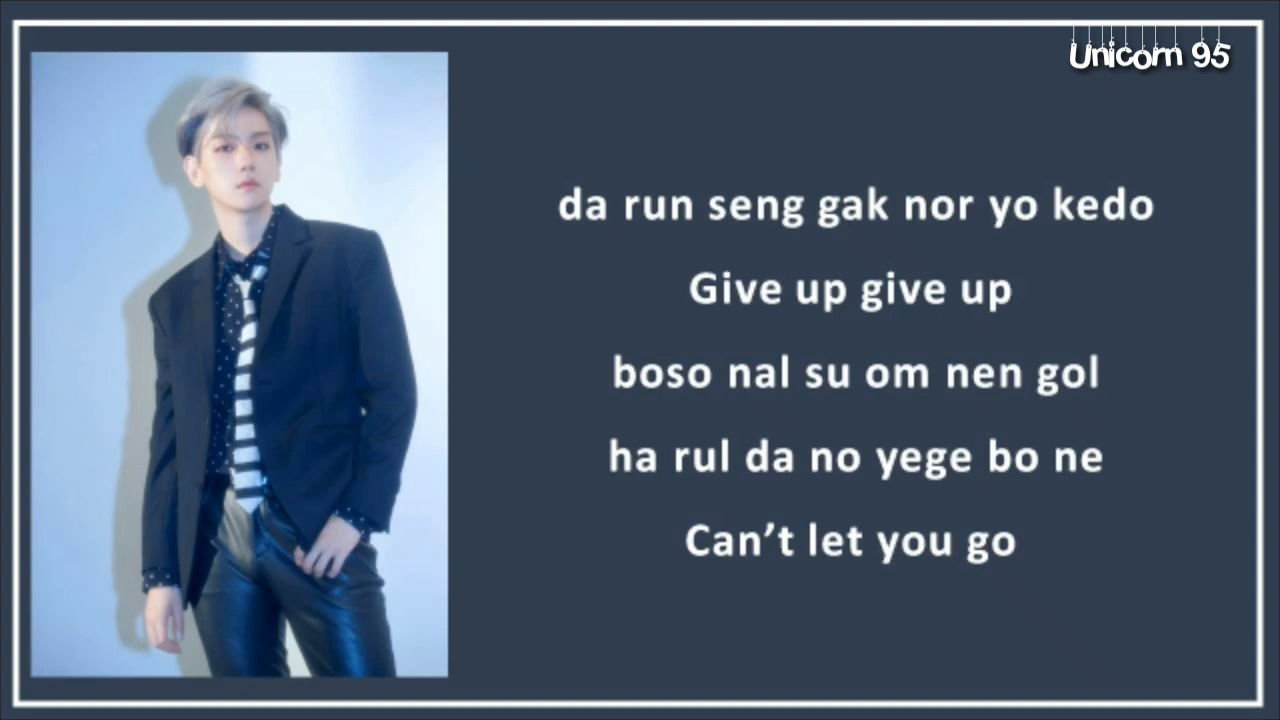 Unicorn 95
da run seng gak nor yo kedo
Give up give up
boso nal su om nen gol
ha rul da no yege bo ne
Can't let you go